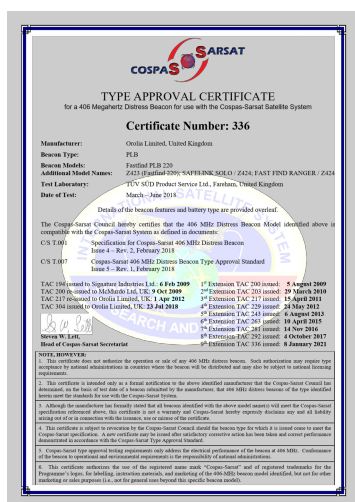 COSPAS SARSAT
TYPE APPROVAL CERTIFICATE
for a 406 Megahertz Distress Beacon for use with the Cospas-Sarsat Satellite System
Certificate Number: 336
Manufacturer: Orolia Limited, United Kingdom
Beacon Type: PLB
Beacon Models: Fastfind PLB 220
Additional Model Names: Z423 (Fastfind 220); SAFELINK SOLO / Z424; FAST FIND RANGER / Z424
Test Laboratory: TÜV SÜD Product Service Ltd., Fareham, United Kingdom
Date of Test: March – June 2018
Details of the beacon features and battery type are provided overleaf.
The Cospas-Sarsat Council hereby certifies that the 406 MHz Distress Beacon Model identified above is
compatible with the Cospas-Sarsat System as defined in documents:
C/S T.001 Specification for Cospas-Sarsat 406 MHz Distress Beacon
Issue 4 – Rev. 2, February 2018
C/S T.007 Cospas-Sarsat 406 MHz Distress Beacon Type Approval Standard
Issue 5 – Rev. 1, February 2018
TAC 194 issued to Signature Industries Ltd.: 6 Feb 2009 1st Extension TAC 200 issued: 5 August 2009
TAC 200 re-issued to McMurdo Ltd, UK: 9 Oct 2009 2nd Extension TAC 203 issued: 29 March 2010
TAC 217 re-issued to Orolia Limited, UK: 1 Apr 2012 3rd Extension TAC 217 issued: 15 April 2011
TAC 304 issued to Orolia Limited, UK: 23 Jul 2018 4th Extension TAC 229 issued: 24 May 2012
5th Extension TAC 243 issued: 6 August 2013
6th Extension TAC 263 issued: 10 April 2015
7th Extension TAC 281 issued: 14 Nov 2016
Steven W. Lett, 8th Extension TAC 292 issued: 4 October 2017
Head of Cospas-Sarsat Secretariat 9th Extension TAC 336 issued: 8 January 2021
NOTE, HOWEVER:
1. This certificate does not authorize the operation or sale of any 406 MHz distress beacon. Such authorization may require type
acceptance by national administrations in countries where the beacon will be distributed and may also be subject to national licensing
requirements.
2. This certificate is intended only as a formal notification to the above identified manufacturer that the Cospas-Sarsat Council has
determined, on the basis of test data of a beacon submitted by the manufacturer, that 406 MHz distress beacons of the type identified
herein meet the standards for use with the Cospas-Sarsat System.
3. Although the manufacturer has formally stated that all beacons identified with the above model name(s) will meet the Cospas-Sarsat
specification referenced above, this certificate is not a warranty and Cospas-Sarsat hereby expressly disclaims any and all liability
arising out of or in connection with the issuance, use or misuse of the certificate.
4. This certificate is subject to revocation by the Cospas-Sarsat Council should the beacon type for which it is issued cease to meet the
Cospas-Sarsat specification. A new certificate may be issued after satisfactory corrective action has been taken and correct performance
demonstrated in accordance with the Cospas-Sarsat Type Approval Standard.
5. Cospas-Sarsat type approval testing requirements only address the electrical performance of the beacon at 406 MHz. Conformance
of the beacon to operational and environmental requirements is the responsibility of national administrations.
6. This certificate authorizes the use of the registered name mark "Cospas-Sarsat" and of registered trademarks for the
Programme's logos, for labelling, instruction materials, and marketing of the 406-MHz beacon model identified, but not for other
marketing or sales purposes (i.e., not for general uses beyond this specific beacon model).